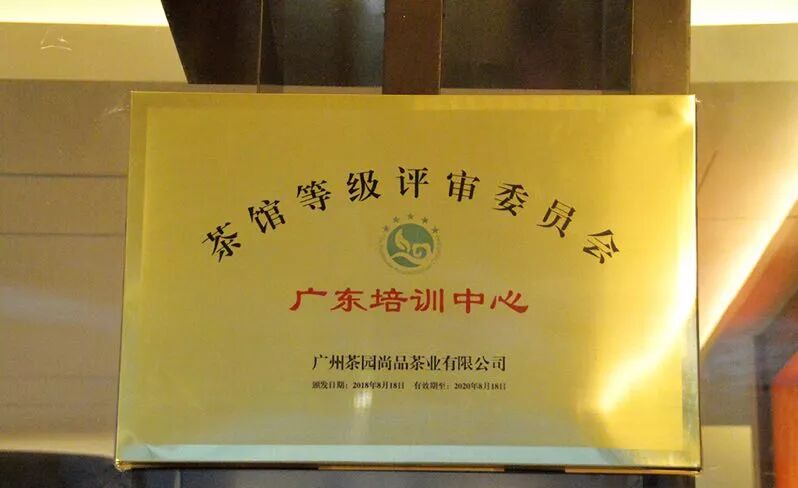 茶馆等级评审委员会
广东培训中心
广州茶园尚品茶业有限公司
颁发日期：2018年8月18日 有效期至：2020年8月18日